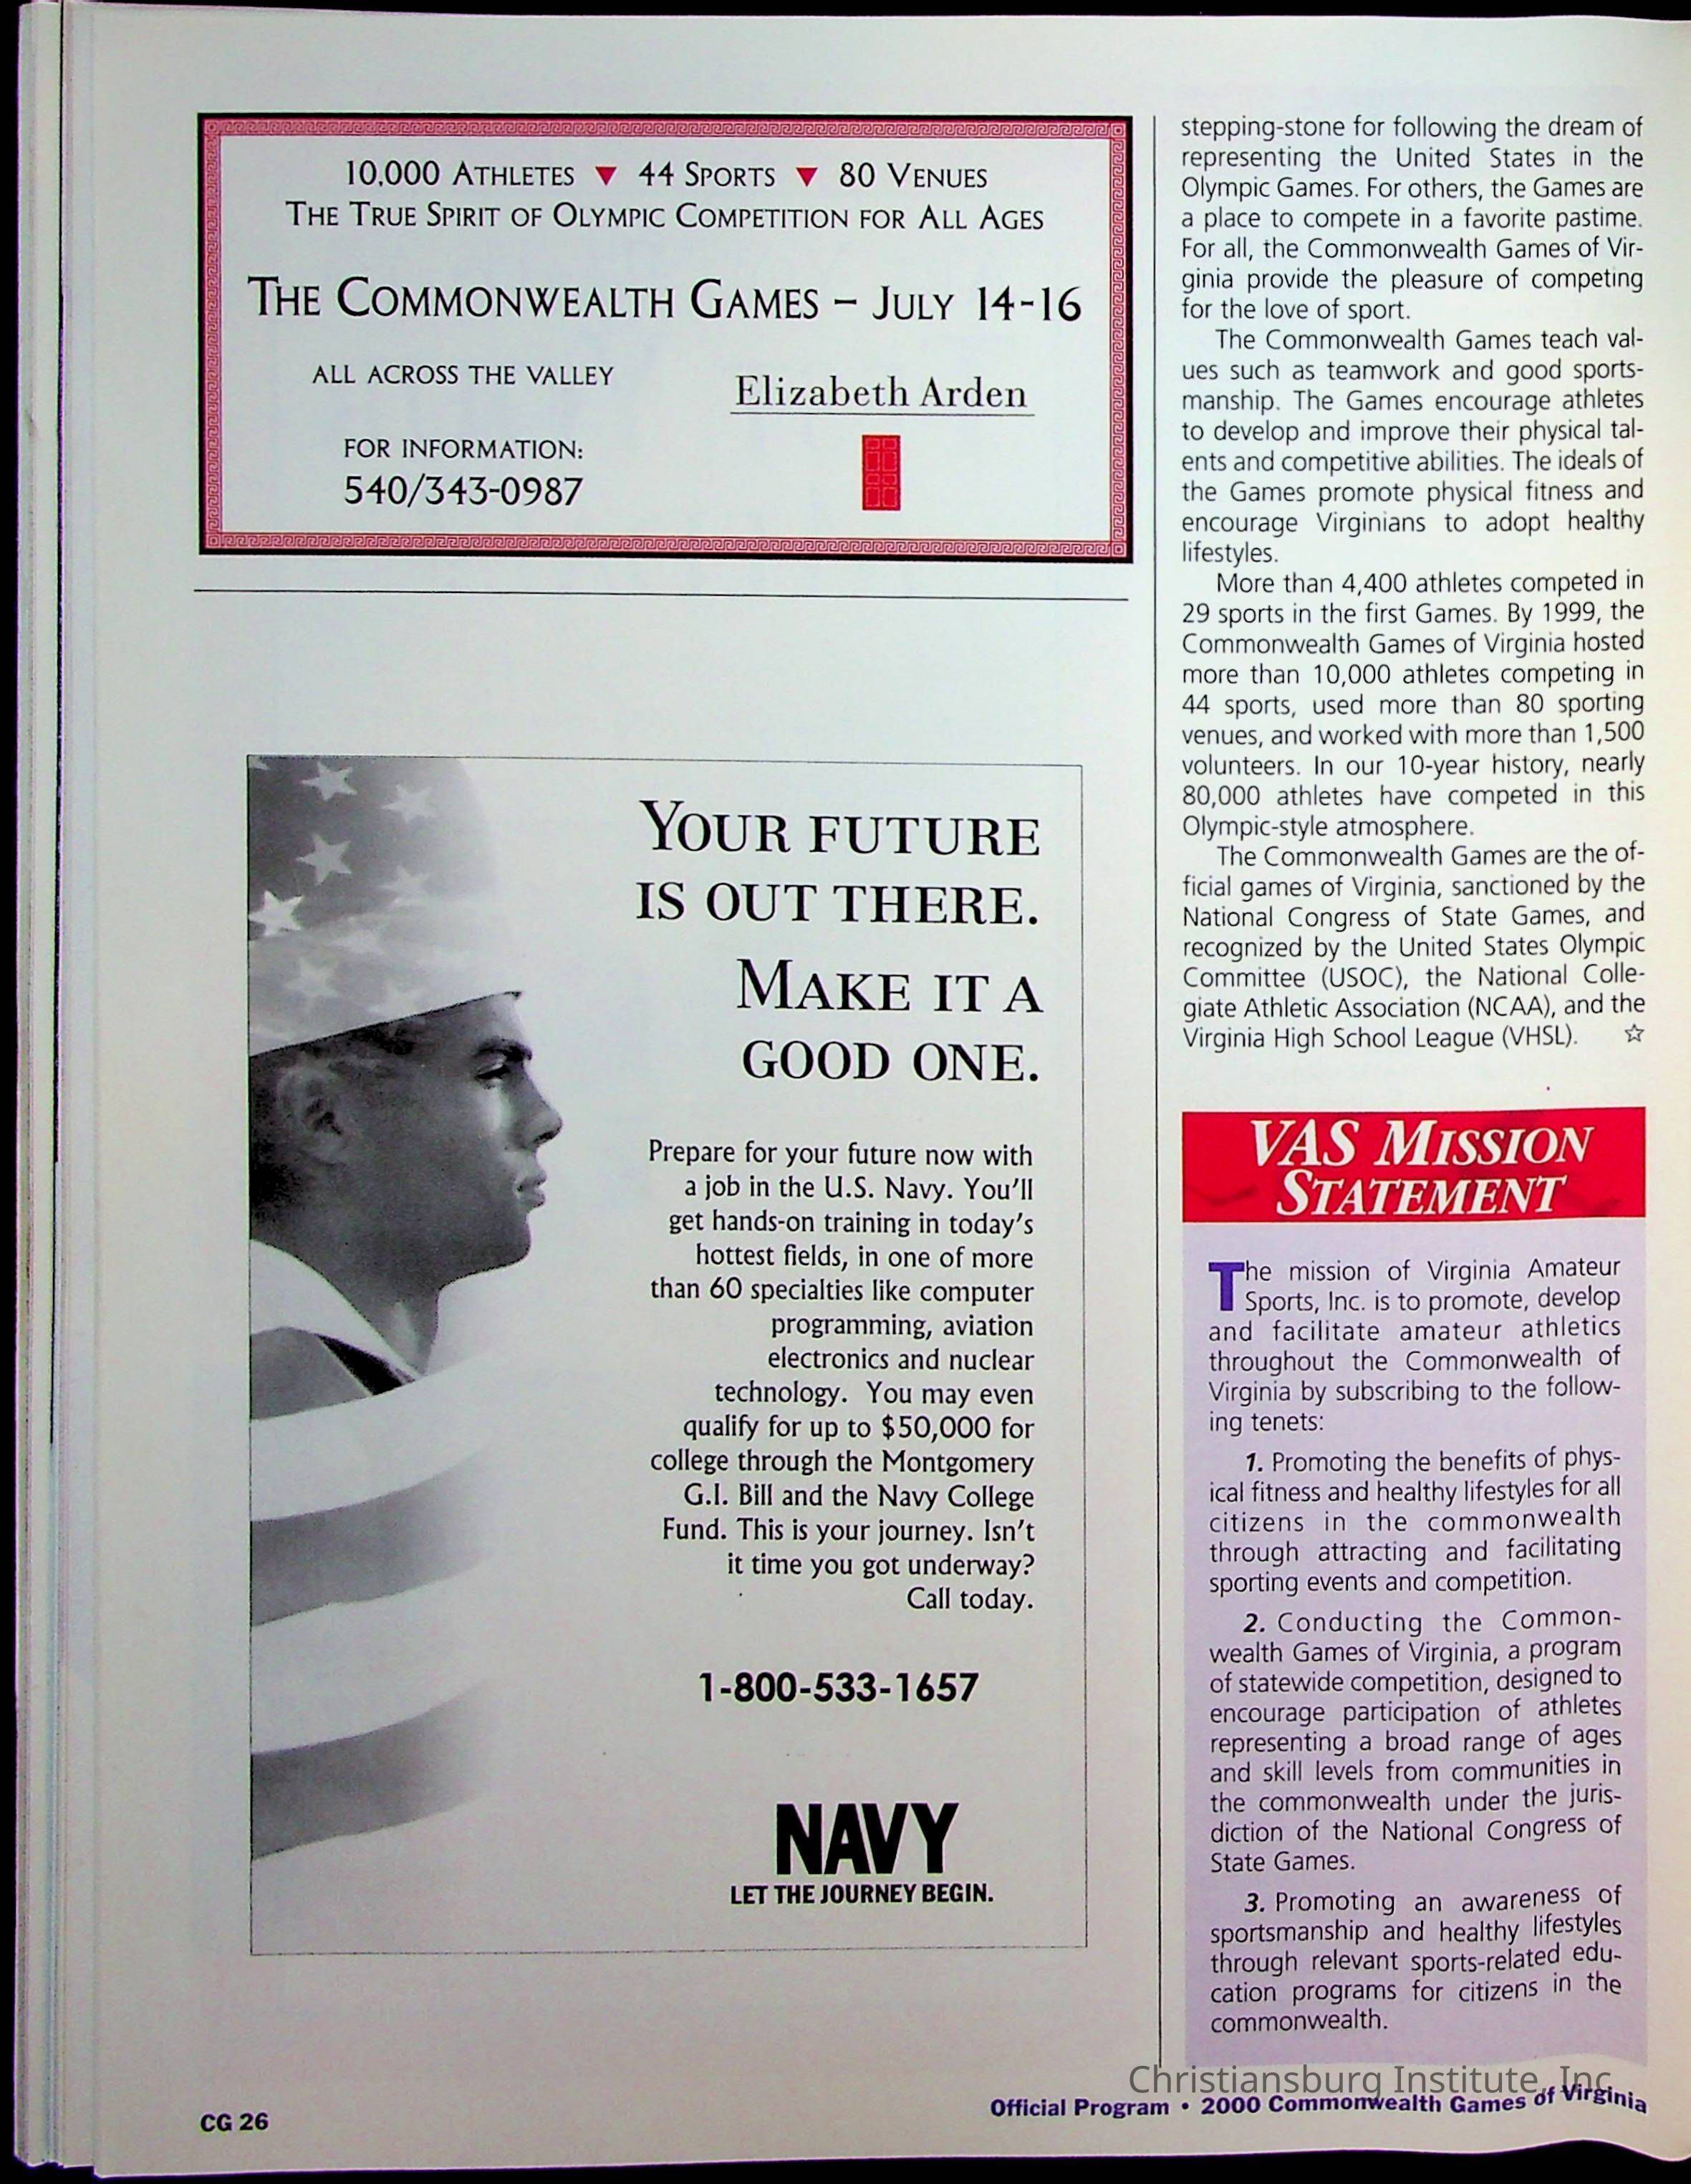 10,000 ATHLETES ▼ 44 SPORTS ▼ 80 VENUES
THE TRUE SPIRIT OF OLYMPIC COMPETITION FOR ALL AGES
THE COMMONWEALTH GAMES – JULY 14-16
ALL ACROSS THE VALLEY
FOR INFORMATION:
540/343-0987
Elizabeth Arden
YOUR FUTURE
IS OUT THERE.
MAKE IT A
GOOD ONE.
Prepare for your future now with
a job in the U.S. Navy. You'll
get hands-on training in today's
hottest fields, in one of more
than 60 specialties like computer
programming, aviation
electronics and nuclear
technology. You may even
qualify for up to $50,000 for
college through the Montgomery
G.I. Bill and the Navy College
Fund. This is your journey. Isn't
it time you got underway?
Call today.
1-800-533-1657
NAVY
LET THE JOURNEY BEGIN.
stepping-stone for following the dream of
representing the United States in the
Olympic Games. For others, the Games are
a place to compete in a favorite pastime.
For all, the Commonwealth Games of Vir-
ginia provide the pleasure of competing
for the love of sport.
The Commonwealth Games teach val-
ues such as teamwork and good sports-
manship. The Games encourage athletes
to develop and improve their physical tal-
ents and competitive abilities. The ideals of
the Games promote physical fitness and
encourage Virginians to adopt healthy
lifestyles.
More than 4,400 athletes competed in
29 sports in the first Games. By 1999, the
Commonwealth Games of Virginia hosted
more than 10,000 athletes competing in
44 sports, used more than 80 sporting
venues, and worked with more than 1,500
volunteers. In our 10-year history, nearly
80,000 athletes have competed in this
Olympic-style atmosphere.
The Commonwealth Games are the of-
ficial games of Virginia, sanctioned by the
National Congress of State Games, and
recognized by the United States Olympic
Committee (USOC), the National Colle-
giate Athletic Association (NCAA), and the
Virginia High School League (VHSL). ☆
VAS MISSION
STATEMENT
The mission of Virginia Amateur
Sports, Inc. is to promote, develop
and facilitate amateur athletics
throughout the Commonwealth of
Virginia by subscribing to the follow-
ing tenets:
1. Promoting the benefits of phys-
ical fitness and healthy lifestyles for all
citizens in the commonwealth
through attracting and facilitating
sporting events and competition.
2. Conducting the Common-
wealth Games of Virginia, a program
of statewide competition, designed to
encourage participation of athletes
representing a broad range of ages
and skill levels from communities in
the commonwealth under the juris-
diction of the National Congress of
State Games.
3. Promoting an awareness of
sportsmanship and healthy lifestyles
through relevant sports-related edu-
cation programs for citizens in the
commonwealth.
Christiansburg Institute, Inc.
CG 26
Official Program • 2000 Commonwealth Games of Virginia